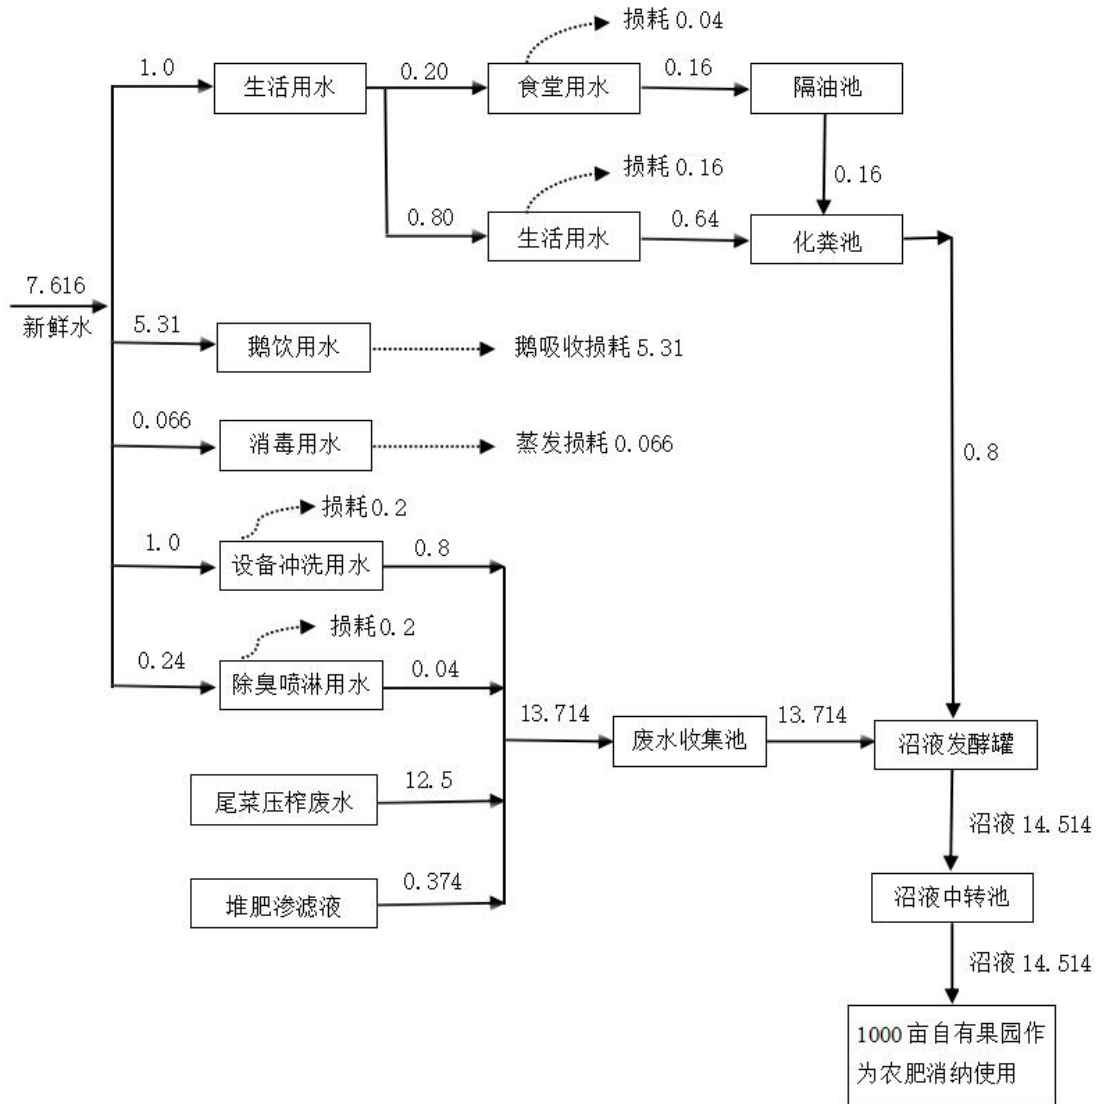 损耗 0.04
1.0
生活用水
0.20
食堂用水
0.16
隔油池
损耗 0.16
0.16
0.80
生活用水
0.64
化粪池
7.616
新鲜水
5.31
鹅饮用水
鹅吸收损耗 5.31
0.066
消毒用水
蒸发损耗 0.066
0.8
损耗 0.2
1.0
设备冲洗用水
0.8
损耗 0.2
0.24
除臭喷淋用水
0.04
13.714
废水收集池
13.714
沼液发酵罐
尾菜压榨废水
12.5
沼液 14.514
堆肥渗滤液
0.374
沼液中转池
沼液 14.514
1000 亩自有果园作
为农肥消纳使用